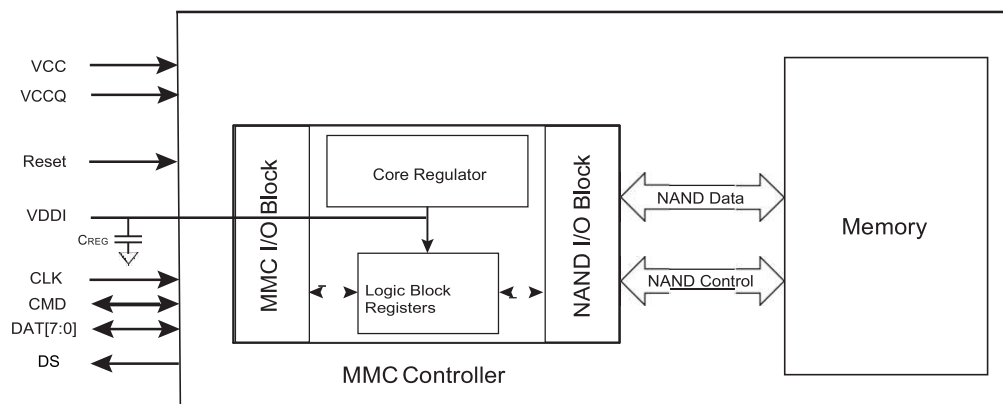 VCC
VCCQ
Reset
VDDI
CREG
CLK
CMD
DAT[7:0]
DS
MMC I/O Block
Core Regulator
Logic Block
Registers
NAND I/O Block
MMC Controller
NAND Data
NAND Control
Memory